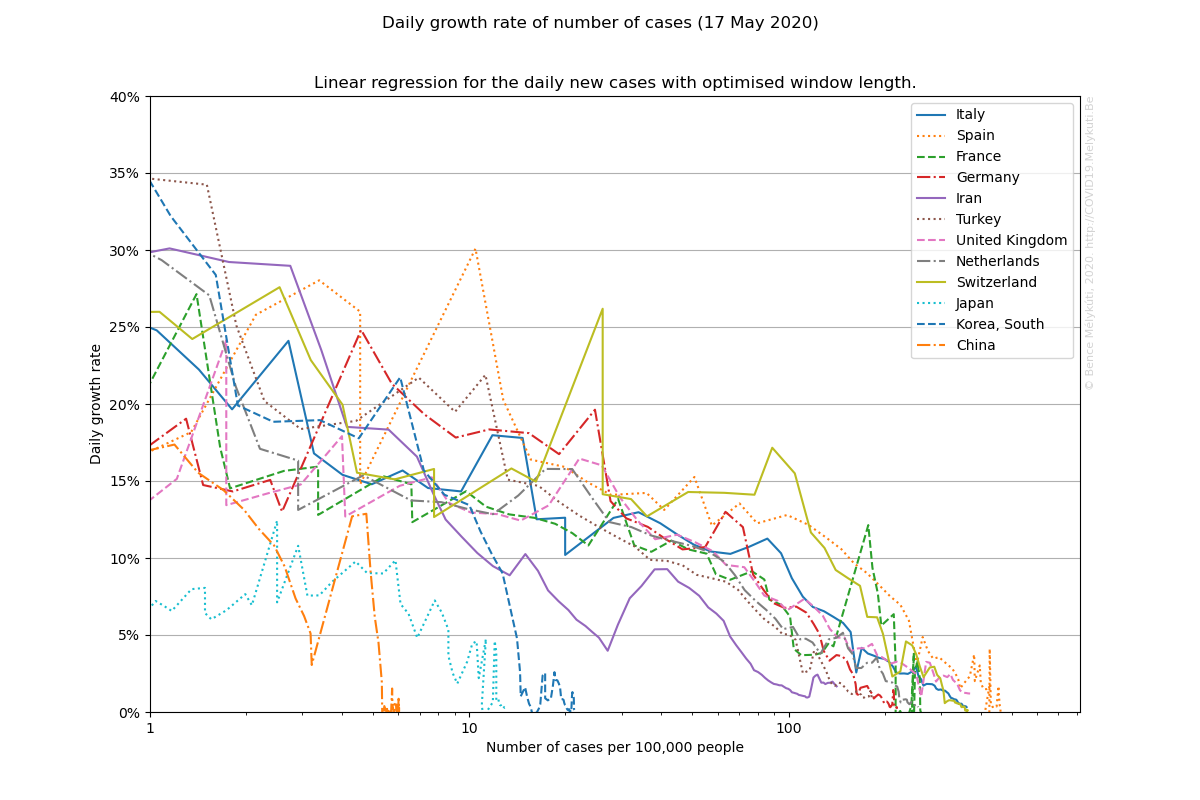 Daily growth rate of number of cases (17 May 2020)
Linear regression for the daily new cases with optimised window length.
40%
35%
30%
25%
20%
15%
10%
5%
0%
Daily growth rate
Italy
Spain
France
Germany
Iran
Turkey
United Kingdom
Netherlands
Switzerland
Japan
Korea, South
China
© Bence Mélykúti, 2020 http://COVID19.Melykuti.Be
1
10
100
Number of cases per 100,000 people